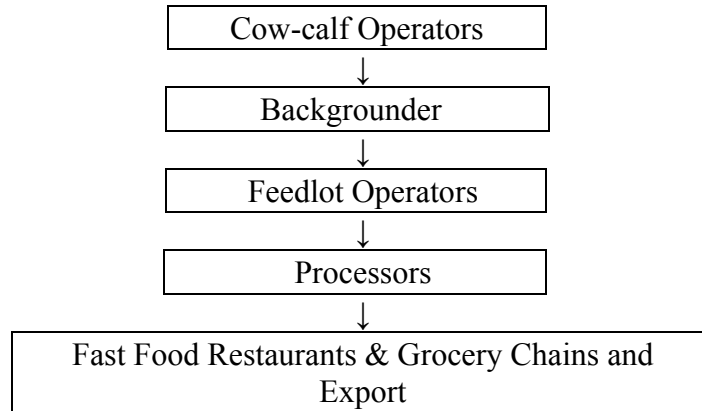 Cow-calf Operators
↓
Backgrounder
↓
Feedlot Operators
↓
Processors
↓
Fast Food Restaurants & Grocery Chains and
Export